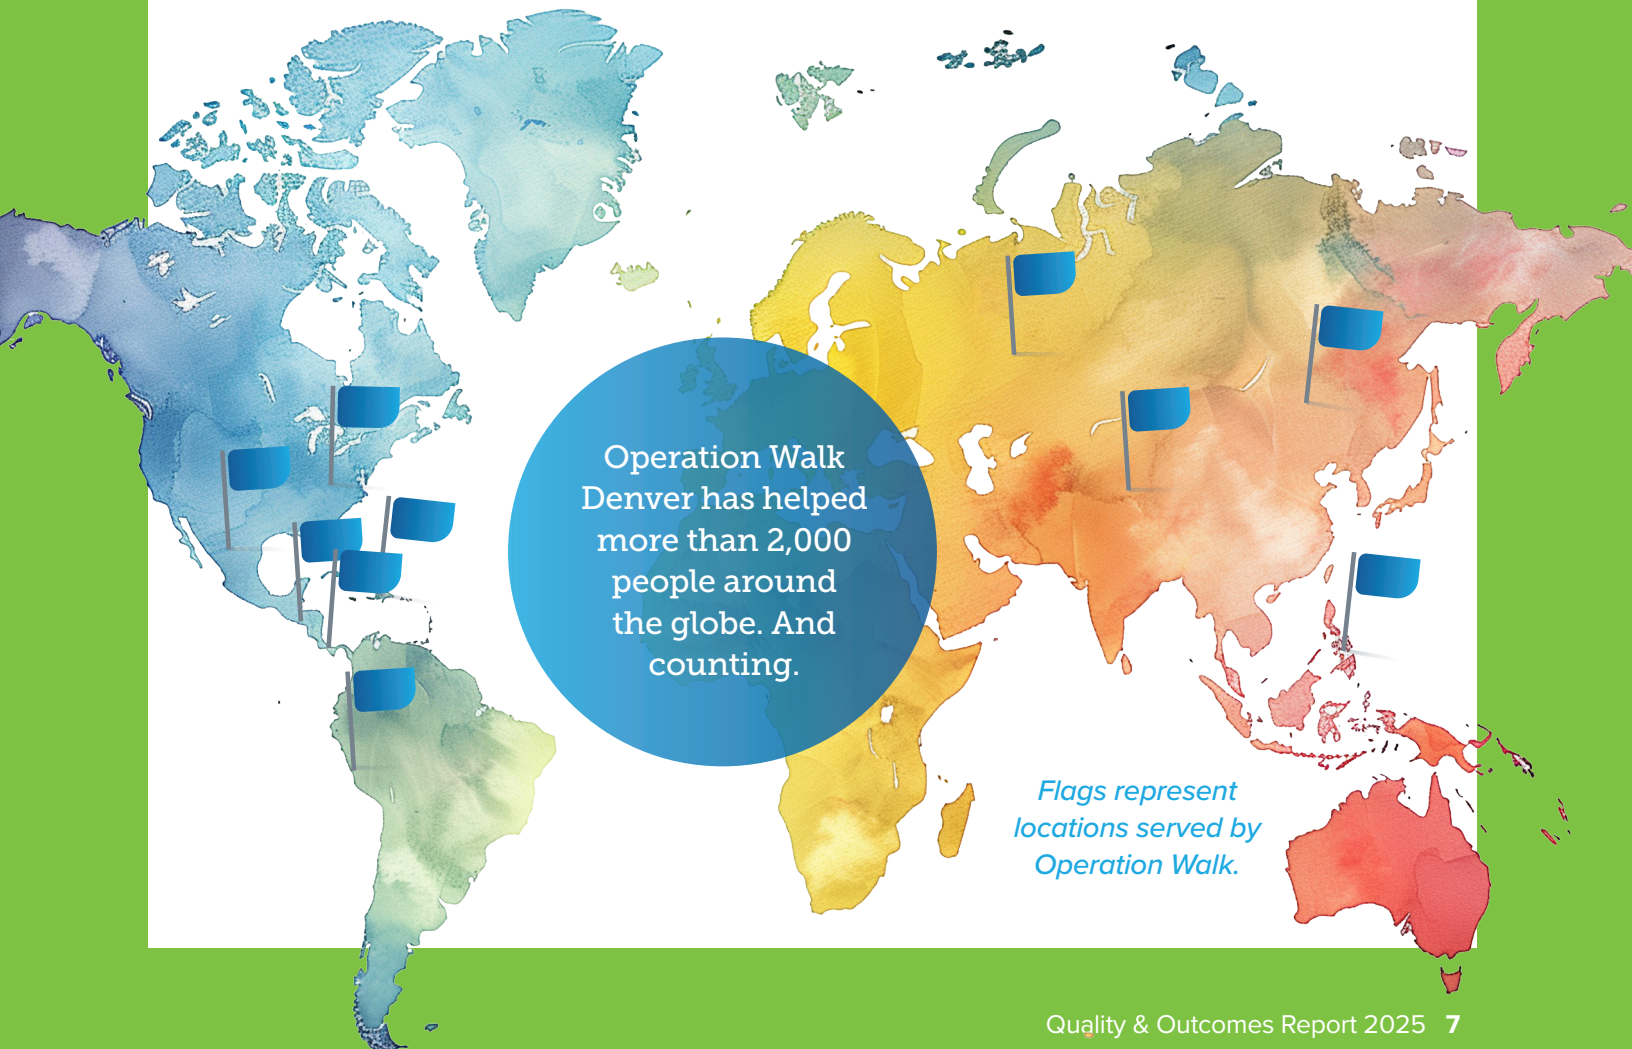 Operation Walk
Denver has helped
more than 2,000
people around
the globe. And
counting.
Flags represent
locations served by
Operation Walk.
Quality & Outcomes Report 2025 7